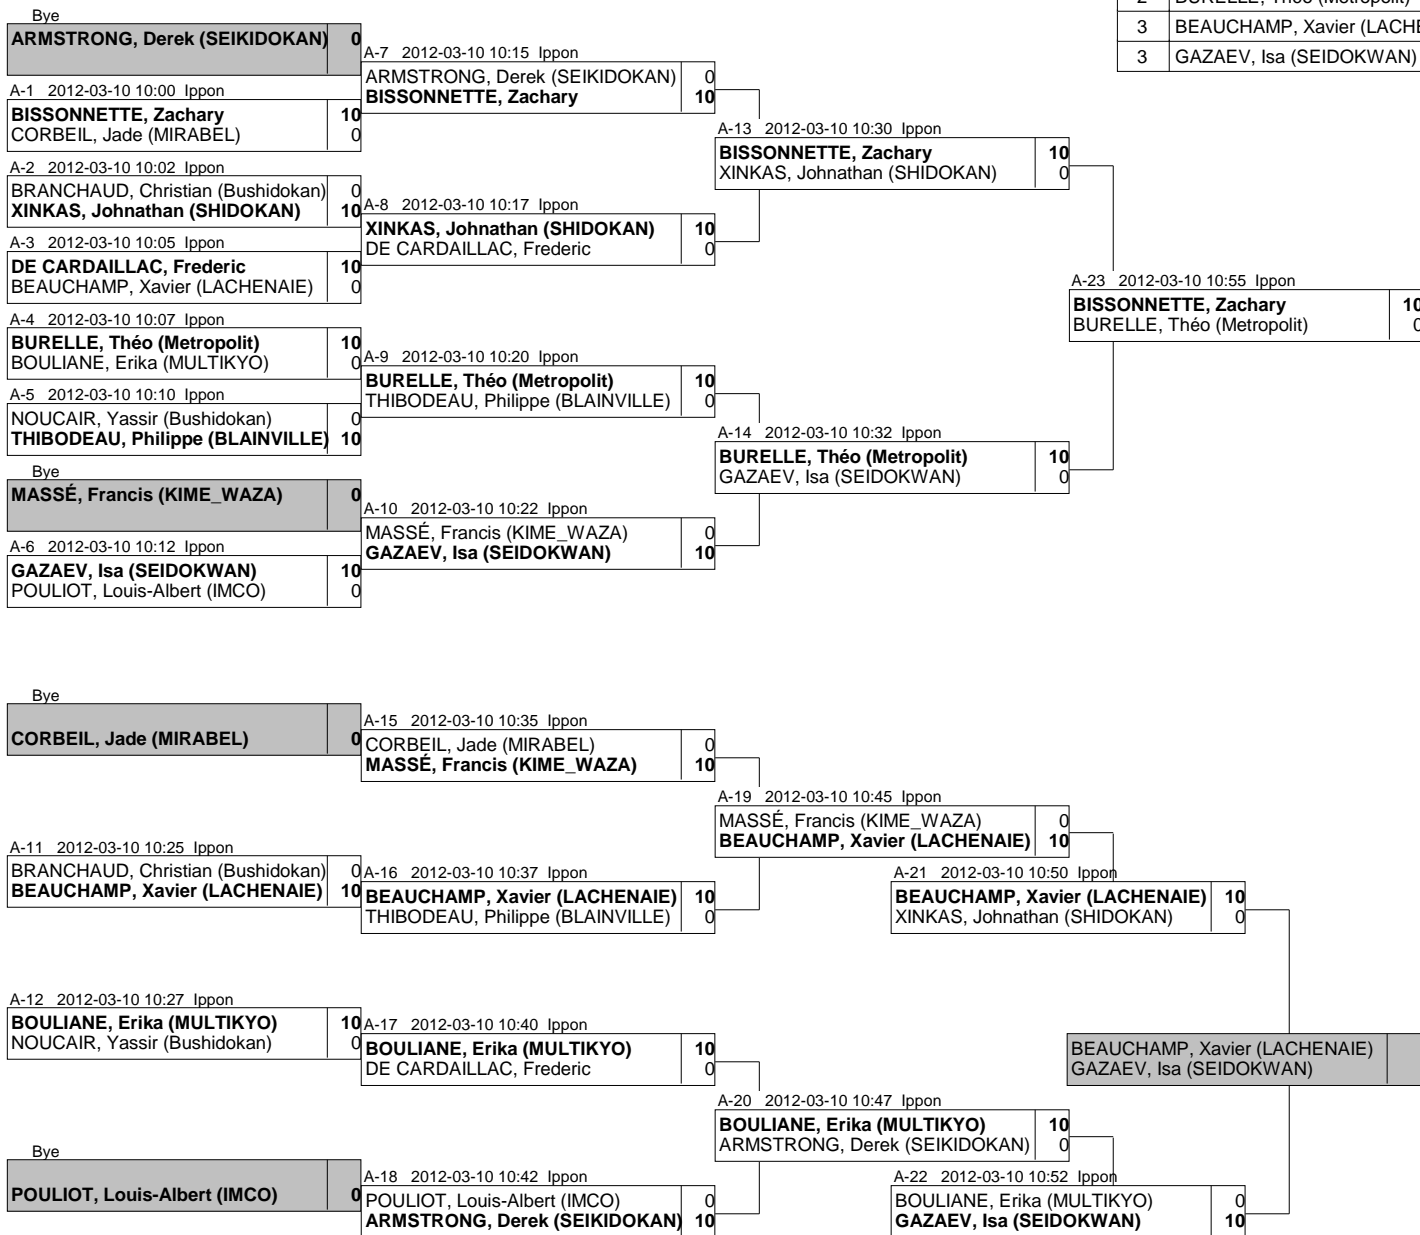 2 BURELLE, Théo (Metropolit)
3 BEAUCHAMP, Xavier
3 GAZAEV, Isa (SEIDOKWAN)
Bye
ARMSTRONG, Derek (SEIKIDOKAN) 0
A-7 2012-03-10 10:15 Ippon
ARMSTRONG, Derek (SEIKIDOKAN) 0
BISSONNETTE, Zachary 10
A-1 2012-03-10 10:00 Ippon
BISSONNETTE, Zachary 10
CORBEIL, Jade (MIRABEL) 0
A-13 2012-03-10 10:30 Ippon
BISSONNETTE, Zachary 10
XINKAS, Johnathan (SHIDOKAN) 0
A-2 2012-03-10 10:02 Ippon
BRANCHAUD, Christian (Bushidokan) 0
XINKAS, Johnathan (SHIDOKAN) 10
A-8 2012-03-10 10:17 Ippon
XINKAS, Johnathan (SHIDOKAN) 10
DE CARDAILLAC, Frederic 0
A-3 2012-03-10 10:05 Ippon
DE CARDAILLAC, Frederic 10
BEAUCHAMP, Xavier (LACHENAIE) 0
A-23 2012-03-10 10:55 Ippon
BISSONNETTE, Zachary 10
BURELLE, Théo (Metropolit) 0
A-4 2012-03-10 10:07 Ippon
BURELLE, Théo (Metropolit) 10
BOULIANE, Erika (MULTIKYO) 0
A-9 2012-03-10 10:20 Ippon
BURELLE, Théo (Metropolit) 10
THIBODEAU, Philippe (BLAINVILLE) 0
A-5 2012-03-10 10:10 Ippon
NOUCAIR, Yassir (Bushidokan) 0
THIBODEAU, Philippe (BLAINVILLE) 10
A-14 2012-03-10 10:32 Ippon
BURELLE, Théo (Metropolit) 10
GAZAEV, Isa (SEIDOKWAN) 0
Bye
MASSÉ, Francis (KIME_WAZA) 0
A-10 2012-03-10 10:22 Ippon
MASSÉ, Francis (KIME_WAZA) 0
GAZAEV, Isa (SEIDOKWAN) 10
A-6 2012-03-10 10:12 Ippon
GAZAEV, Isa (SEIDOKWAN) 10
POULIOT, Louis-Albert (IMCO) 0
Bye
CORBEIL, Jade (MIRABEL) 0
A-15 2012-03-10 10:35 Ippon
CORBEIL, Jade (MIRABEL) 0
MASSÉ, Francis (KIME_WAZA) 10
A-19 2012-03-10 10:45 Ippon
MASSÉ, Francis (KIME_WAZA) 0
BEAUCHAMP, Xavier (LACHENAIE) 10
A-11 2012-03-10 10:25 Ippon
BRANCHAUD, Christian (Bushidokan) 0
BEAUCHAMP, Xavier (LACHENAIE) 10
A-16 2012-03-10 10:37 Ippon
BEAUCHAMP, Xavier (LACHENAIE) 10
THIBODEAU, Philippe (BLAINVILLE) 0
A-21 2012-03-10 10:50 Ippon
BEAUCHAMP, Xavier (LACHENAIE) 10
XINKAS, Johnathan (SHIDOKAN) 0
A-12 2012-03-10 10:27 Ippon
BOULIANE, Erika (MULTIKYO) 10
NOUCAIR, Yassir (Bushidokan) 0
A-17 2012-03-10 10:40 Ippon
BOULIANE, Erika (MULTIKYO) 10
DE CARDAILLAC, Frederic 0
BEAUCHAMP, Xavier (LACHENAIE)
GAZAEV, Isa (SEIDOKWAN)
A-20 2012-03-10 10:47 Ippon
BOULIANE, Erika (MULTIKYO) 10
ARMSTRONG, Derek (SEIKIDOKAN) 0
Bye
POULIOT, Louis-Albert (IMCO) 0
A-18 2012-03-10 10:42 Ippon
POULIOT, Louis-Albert (IMCO) 0
ARMSTRONG, Derek (SEIKIDOKAN) 10
A-22 2012-03-10 10:52 Ippon
BOULIANE, Erika (MULTIKYO) 0
GAZAEV, Isa (SEIDOKWAN) 10